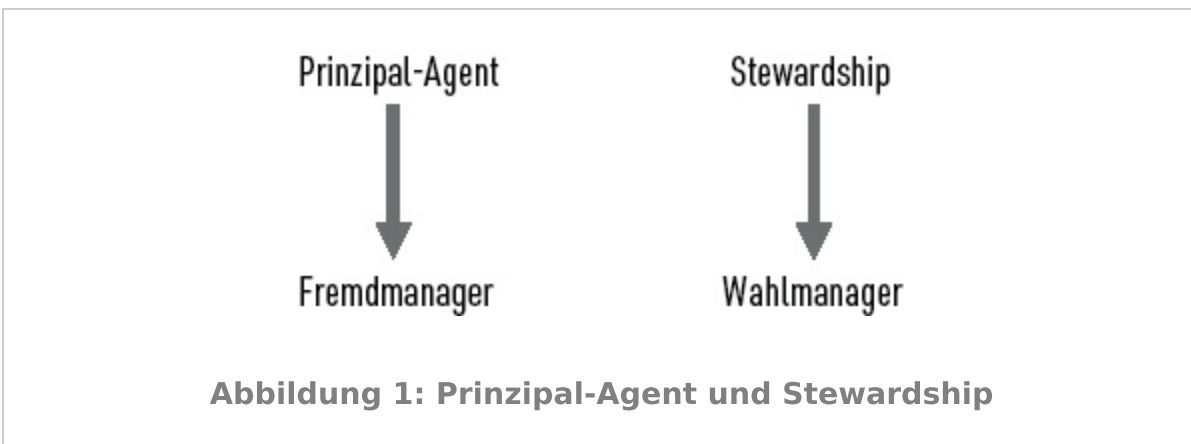 Prinzipal-Agent Stewardship
Fremdmanager Wahlmanager
Abbildung 1: Prinzipal-Agent und Stewardship